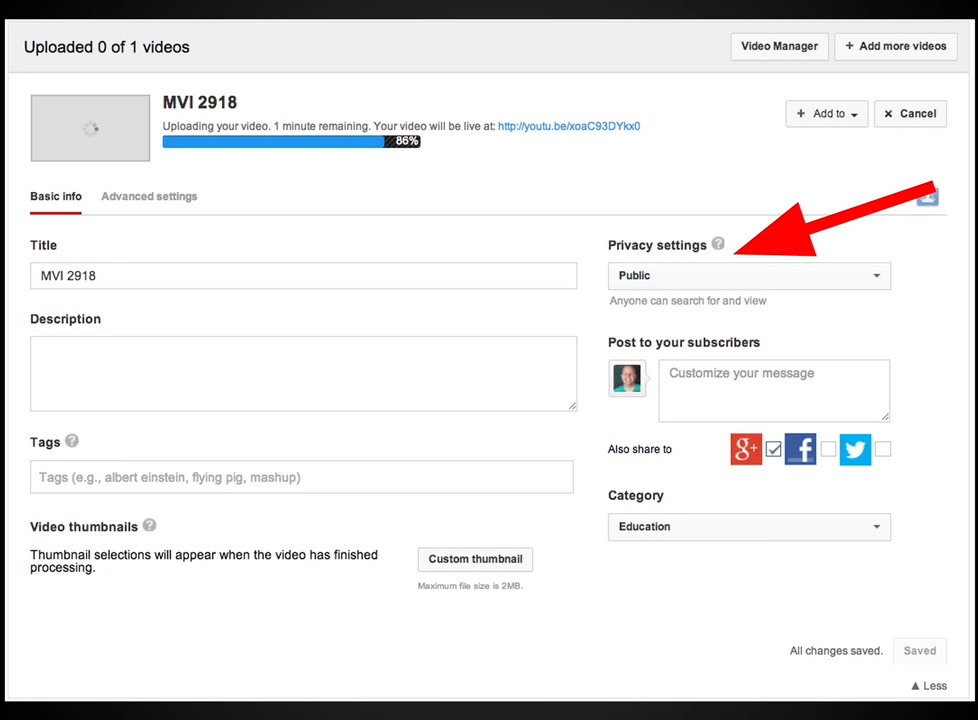 Uploaded 0 of 1 videos
Video Manager
+ Add more videos
MVI 2918
Uploading your video. 1 minute remaining. Your video will be live at: http://youtu.be/xoaC93DYkx0
86%
+ Add to
× Cancel
Basic info
Advanced settings
Title
MVI 2918
Description
Tags ?
Tags (e.g., albert einstein, flying pig, mashup)
Video thumbnails ?
Thumbnail selections will appear when the video has finished
processing.
Custom thumbnail
Maximum file size is 2MB.
Privacy settings ?
Public
Anyone can search for and view
Post to your subscribers
Customize your message
Also share to
g+
f
Category
Education
All changes saved.
Saved
▲ Less